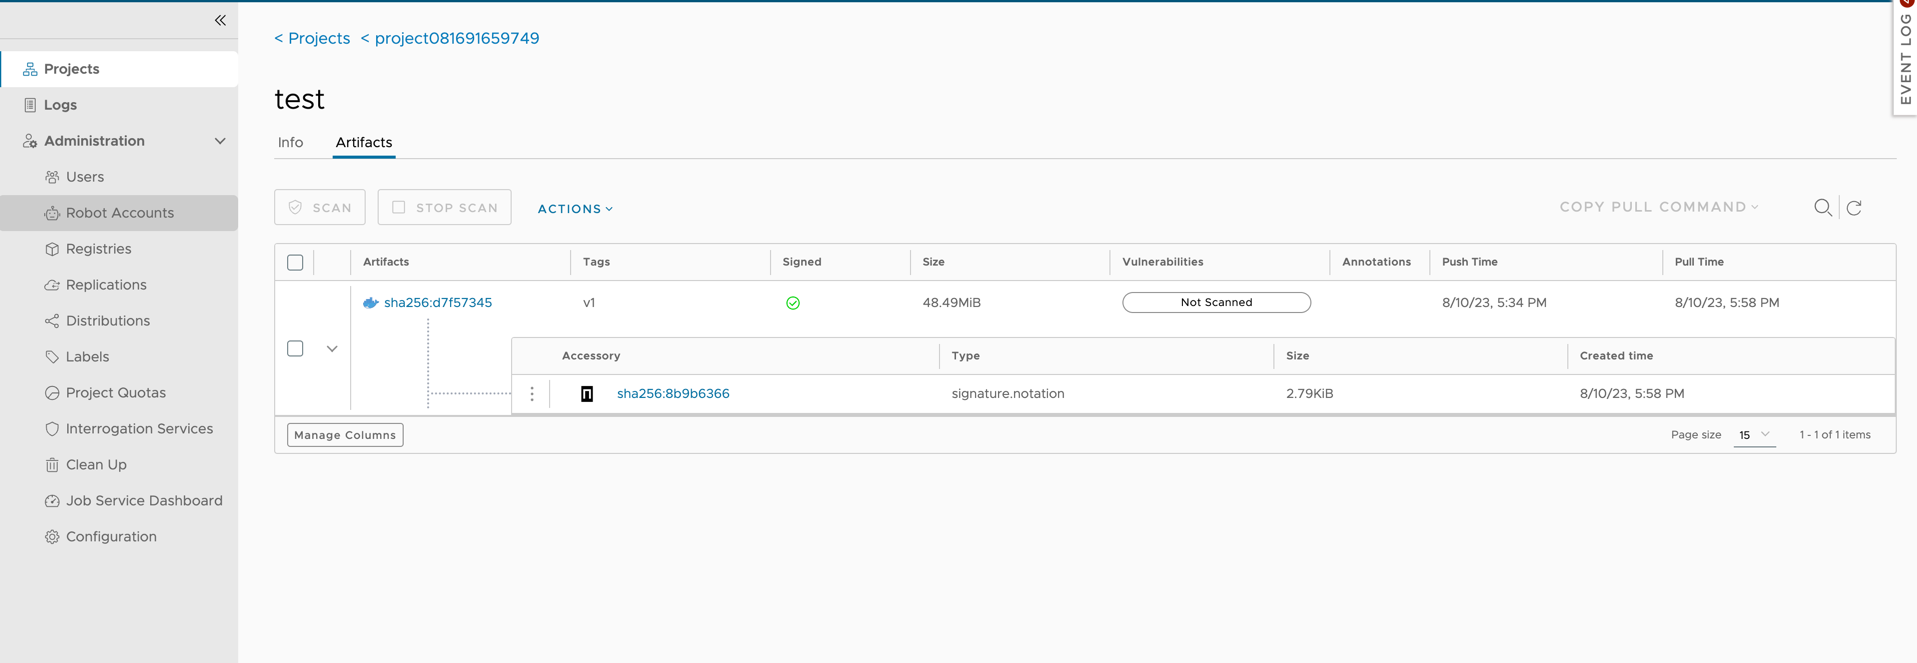 < Projects < project081691659749
Projects
Logs
Administration
Users
Robot Accounts
Registries
Replications
Distributions
Labels
Project Quotas
Interrogation Services
Clean Up
Job Service Dashboard
Configuration
test
Info Artifacts
SCAN STOP SCAN ACTIONS COPY PULL COMMAND
Artifacts Tags Signed Size Vulnerabilities Annotations Push Time Pull Time
sha256:d7f57345 v1 48.49MiB Not Scanned 8/10/23, 5:34 PM 8/10/23, 5:58 PM
Accessory Type Size Created time
sha256:8b9b6366 signature.notation 2.79KiB 8/10/23, 5:58 PM
Manage Columns Page size 15 1 - 1 of 1 items
EVENT LOG